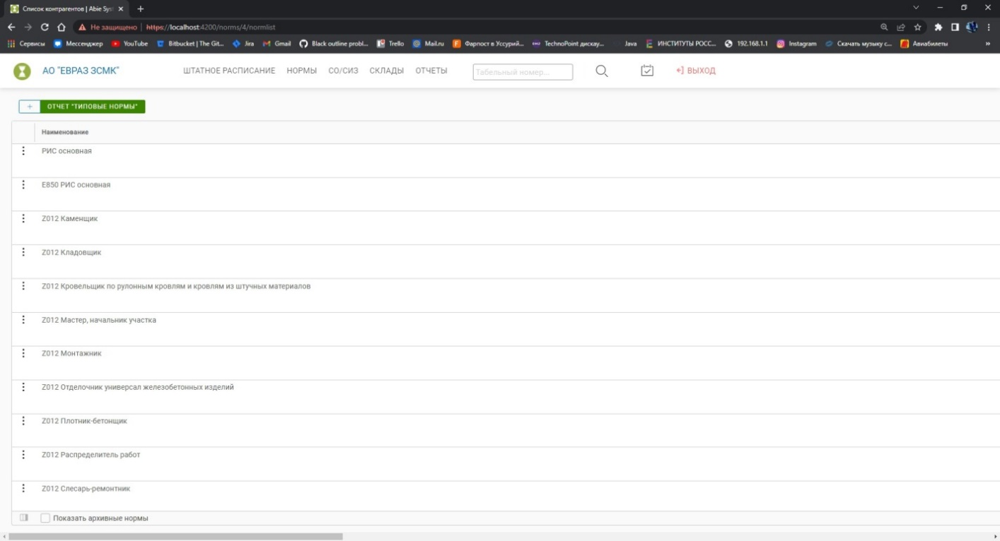 Список контрагентов | Abie Sys
Не защищено | https://localhost:4200/norms/4/normlist
Сервисы Мессенджер YouTube Bitbucket | The Git... Jira Gmail Black outline probl... Trello Mail.ru Фарпост в Уссурий... TechnoPoint дискау... Java ИНСТИТУТЫ РОСС... 192.168.1.1 Instagram Скачать музыку с... Авиабилеты »
АО "ЕВРАЗ ЗСМК" ШТАТНОЕ РАСПИСАНИЕ НОРМЫ СО/СИЗ СКЛАДЫ ОТЧЕТЫ Табельный номер... ВЫХОД
+ ОТЧЕТ "ТИПОВЫЕ НОРМЫ"
Наименование
РИС основная
E850 РИС основная
Z012 Каменщик
Z012 Кладовщик
Z012 Кровельщик по рулонным кровлям и кровлям из штучных материалов
Z012 Мастер, начальник участка
Z012 Монтажник
Z012 Отделочник универсал железобетонных изделий
Z012 Плотник-бетонщик
Z012 Распределитель работ
Z012 Слесарь-ремонтник
Показать архивные нормы